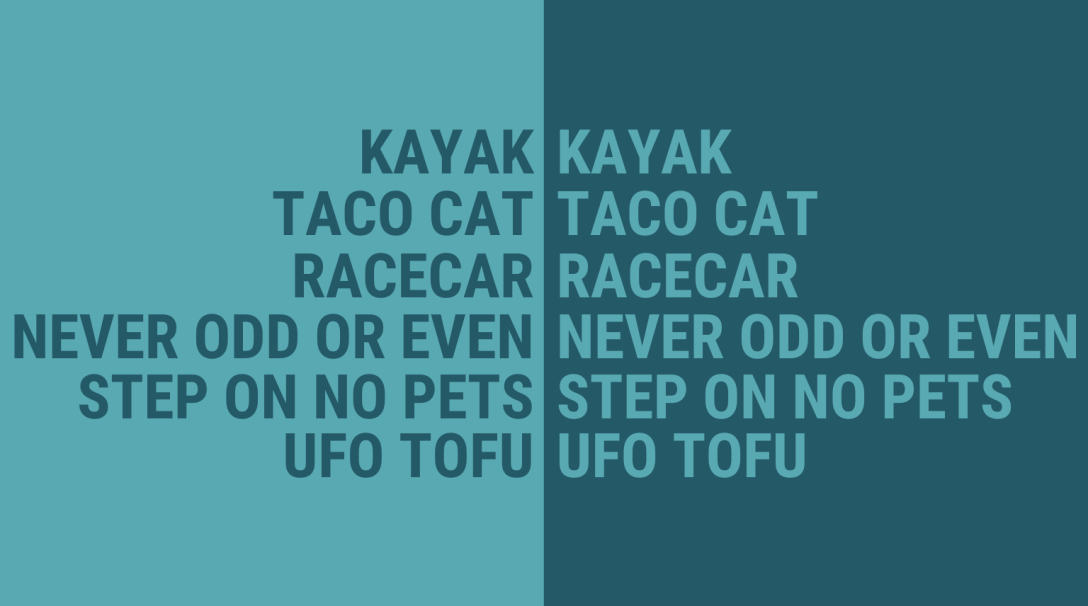 KAYAK KAYAK
TACO CAT TACO CAT
RACECAR RACECAR
NEVER ODD OR EVEN NEVER ODD OR EVEN
STEP ON NO PETS STEP ON NO PETS
UFO TOFU UFO TOFU